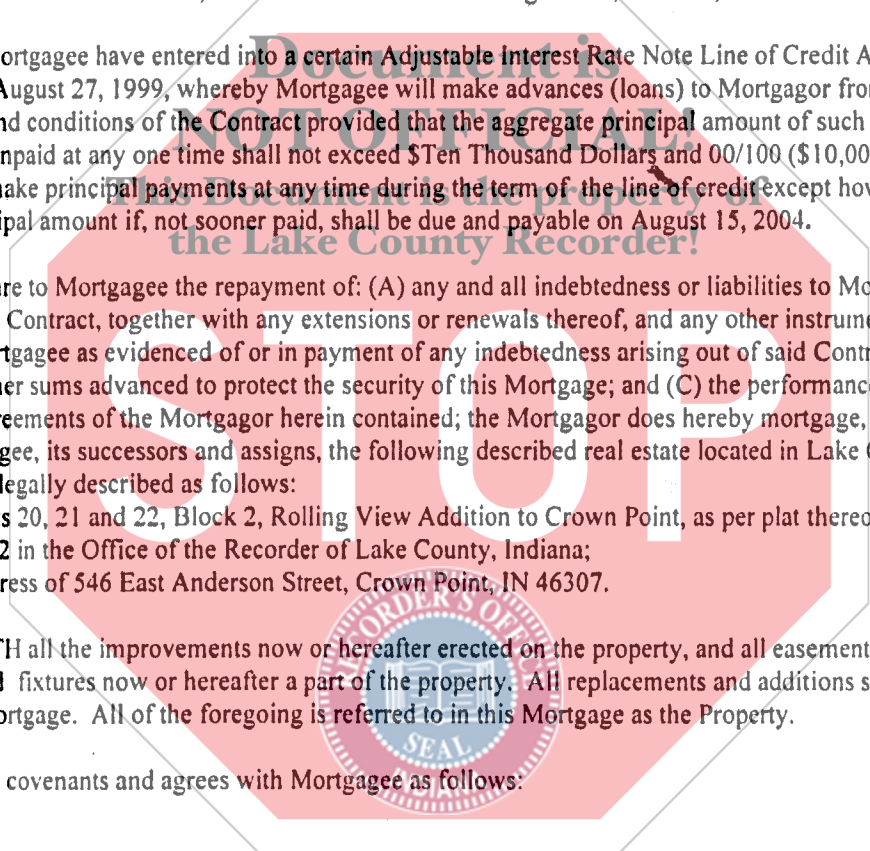 ortgagee have entered into a certain Adjustable Interest Rate Note Line of Credit A
August 27, 1999, whereby Mortgagee will make advances (loans) to Mortgagor fro
nd conditions of the Contract provided that the aggregate principal amount of such
npaid at any one time shall not exceed $Ten Thousand Dollars and 00/100 ($10,00
ake principal payments at any time during the term of the line of credit except how
ipal amount if, not sooner paid, shall be due and payable on August 15, 2004.
Document is
NOT OFFICIAL!
This Document is the property of
the Lake County Recorder!
re to Mortgagee the repayment of: (A) any and all indebtedness or liabilities to Mo
Contract, together with any extensions or renewals thereof, and any other instrume
rtgagee as evidenced of or in payment of any indebtedness arising out of said Contr
er sums advanced to protect the security of this Mortgage; and (C) the performanc
reements of the Mortgagor herein contained; the Mortgagor does hereby mortgage,
gee, its successors and assigns, the following described real estate located in Lake C
legally described as follows:
STOP
s 20, 21 and 22, Block 2, Rolling View Addition to Crown Point, as per plat thereo
2 in the Office of the Recorder of Lake County, Indiana;
ress of 546 East Anderson Street, Crown Point, IN 46307.
TH all the improvements now or hereafter erected on the property, and all easement
fixtures now or hereafter a part of the property. All replacements and additions s
ortgage. All of the foregoing is referred to in this Mortgage as the Property.
RECORDER'S OFFICE
SEAL
INDIANA
covenants and agrees with Mortgagee as follows: